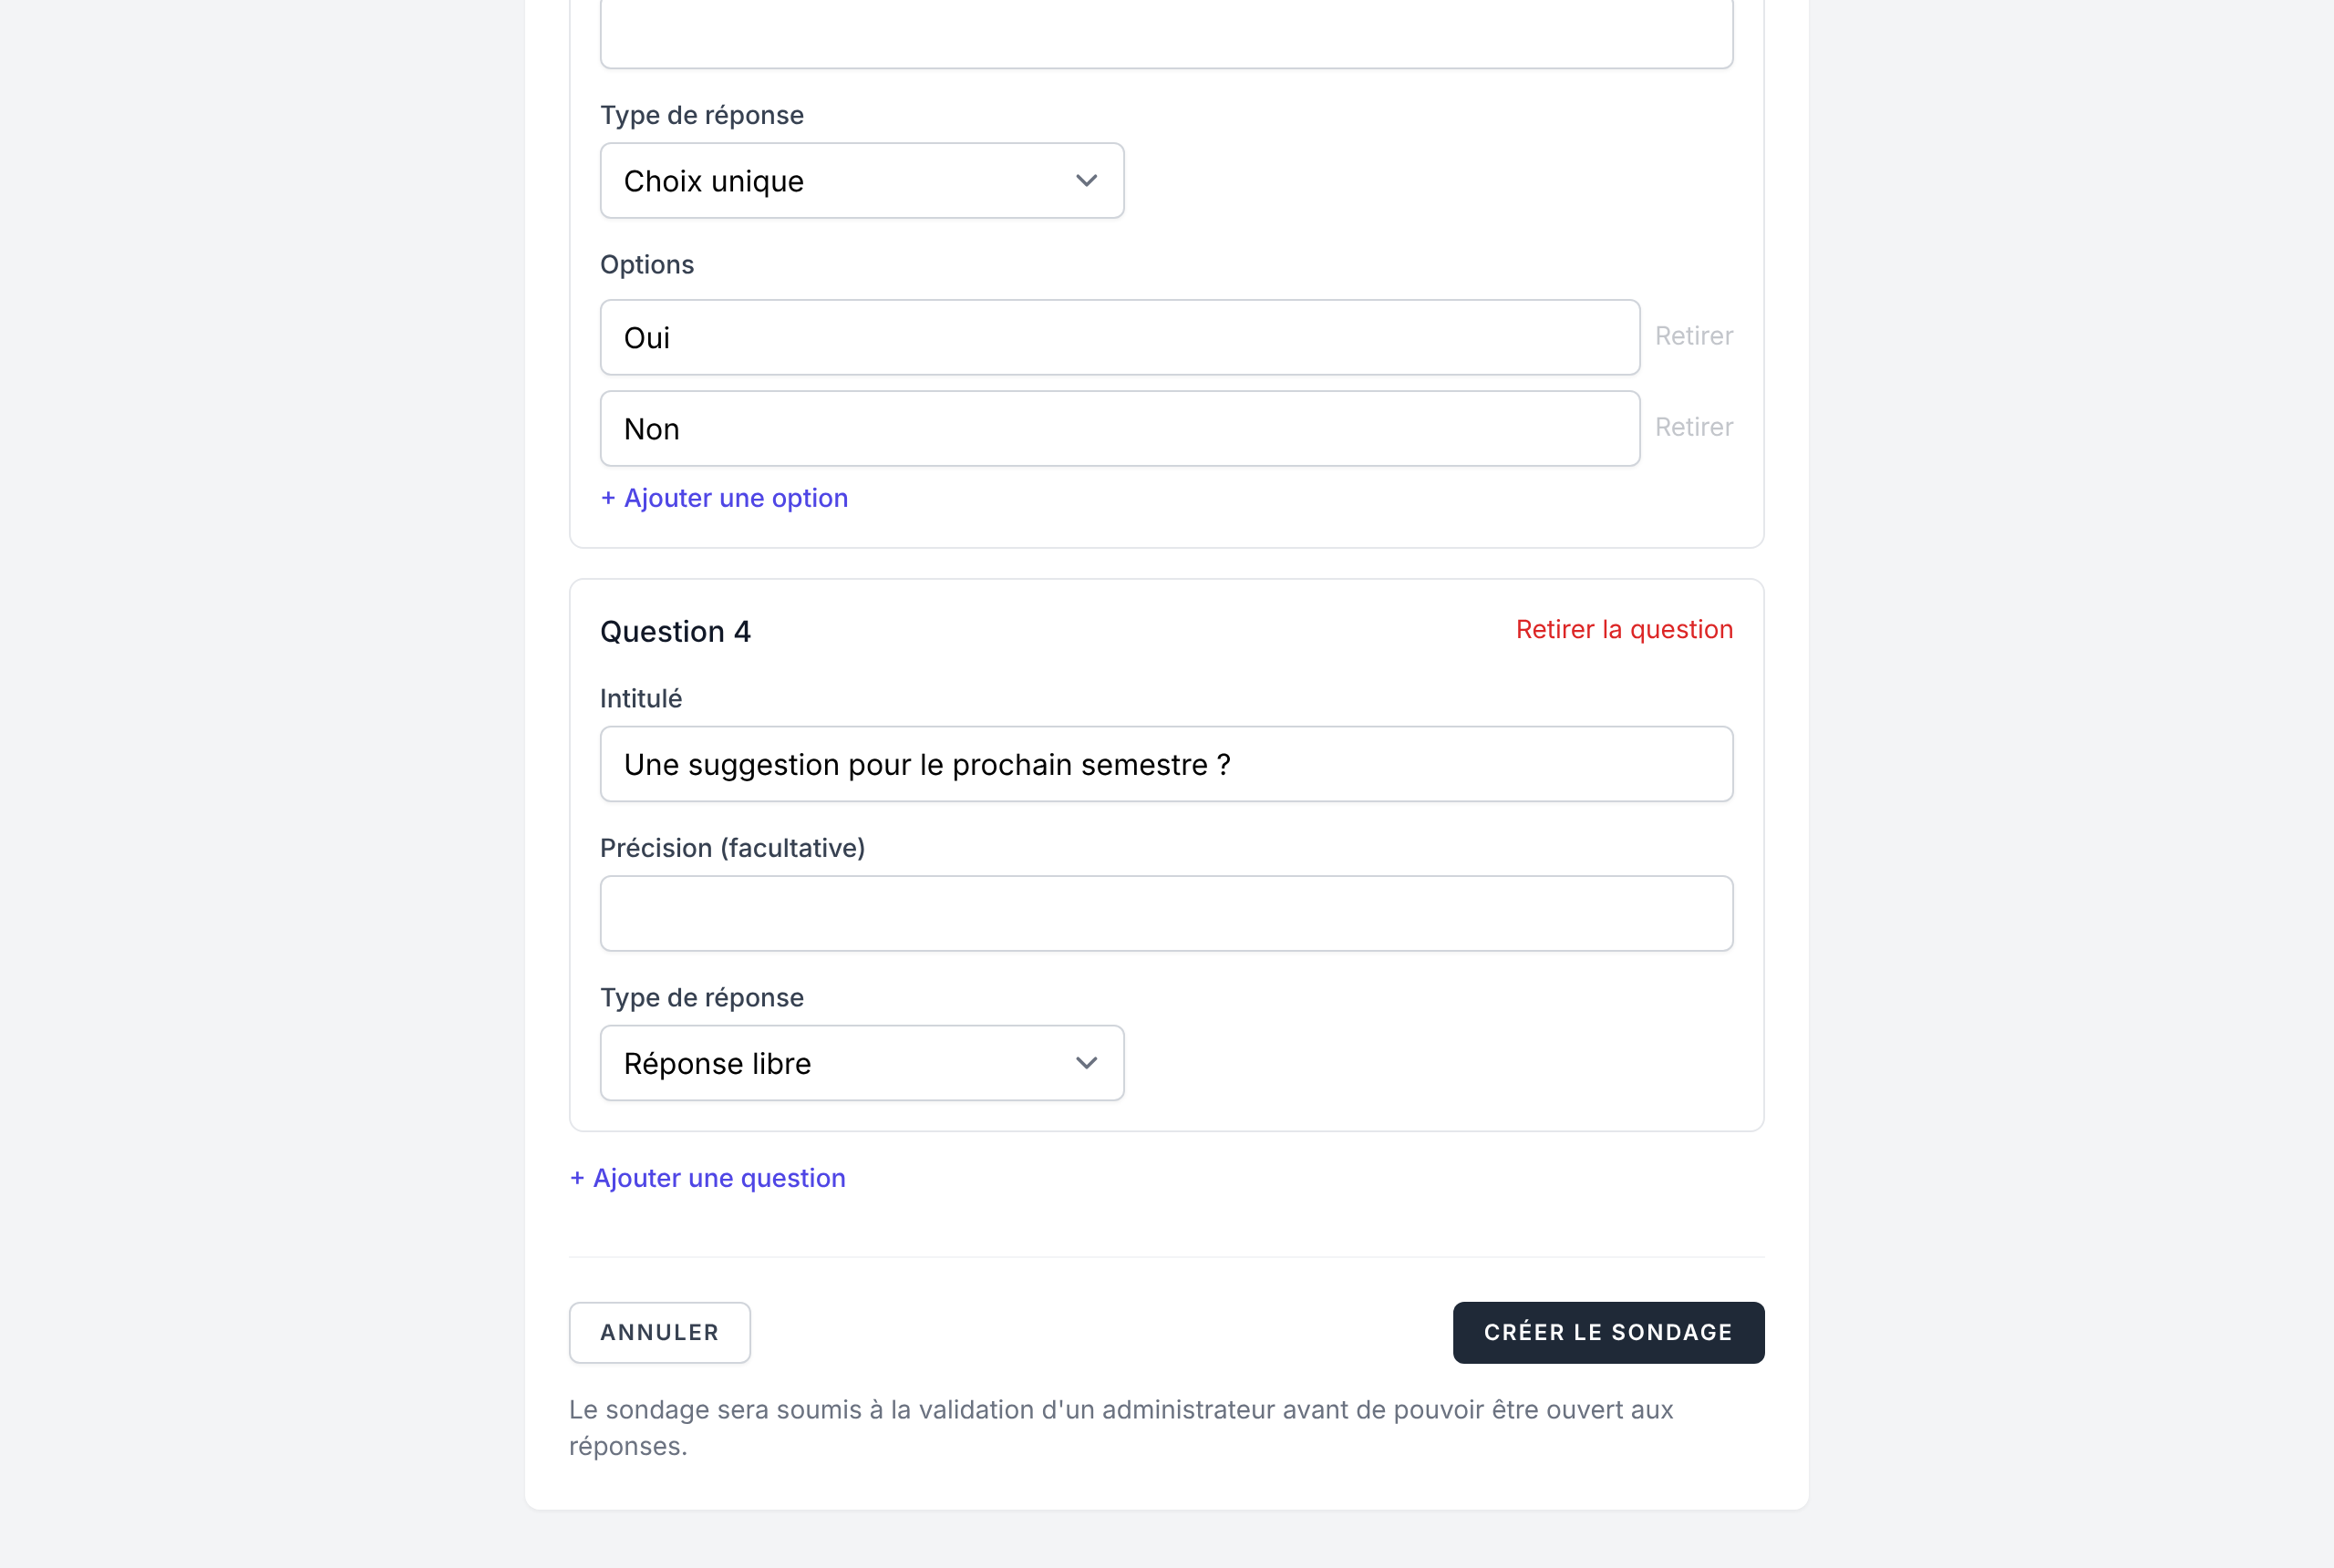 Type de réponse
Choix unique
Options
Oui
Retirer
Non
Retirer
+ Ajouter une option
Question 4
Retirer la question
Intitulé
Une suggestion pour le prochain semestre ?
Précision (facultative)
Type de réponse
Réponse libre
+ Ajouter une question
ANNULER
CRÉER LE SONDAGE
Le sondage sera soumis à la validation d'un administrateur avant de pouvoir être ouvert aux
réponses.